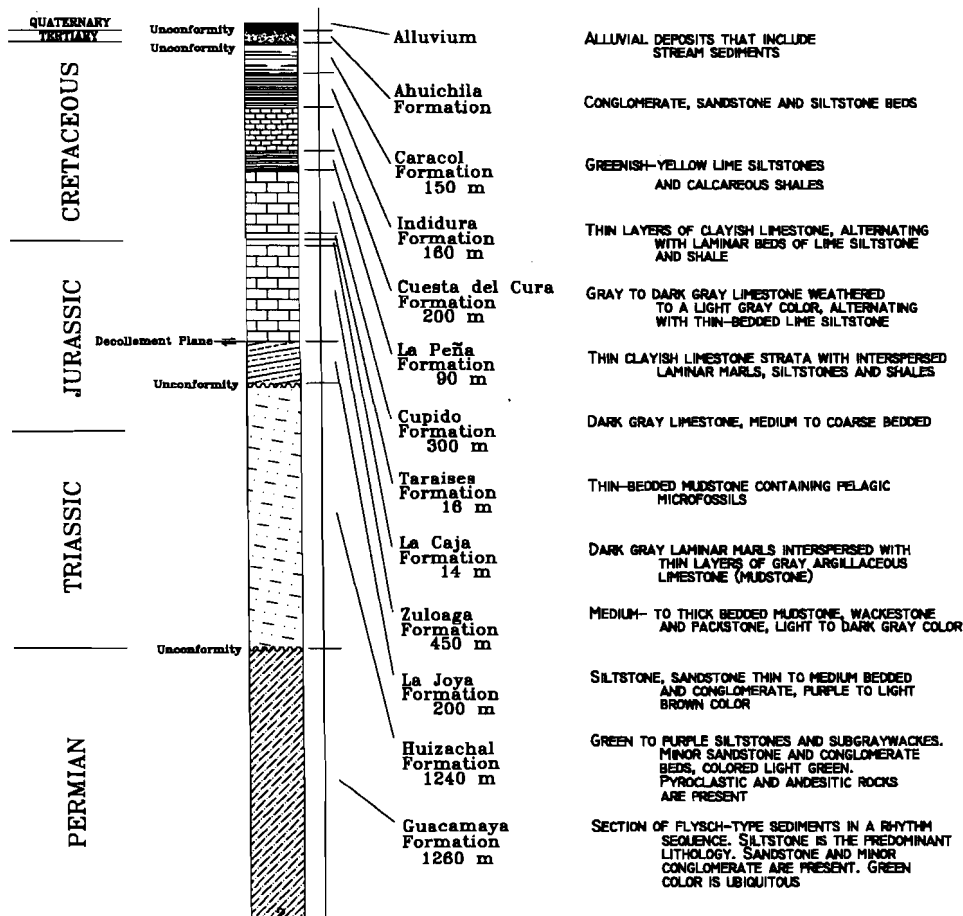 QUATERNARY
TERTIARY
CRETACEOUS
JURASSIC
TRIASSIC
PERMIAN
Unconformity
Unconformity
Decollement Plane
Unconformity
Unconformity
Alluvium
ALLUVIAL DEPOSITS THAT INCLUDE
STREAM SEDIMENTS
Ahuichila
Formation
CONGLOMERATE, SANDSTONE AND SILTSTONE BEDS
Caracol
Formation
150 m
GREENISH-YELLOW LIME SILTSTONES
AND CALCAREOUS SHALES
Indidura
Formation
160 m
THIN LAYERS OF CLAYISH LIMESTONE, ALTERNATING
WITH LAMINAR BEDS OF LIME SILTSTONE
AND SHALE
Cuesta del Cura
Formation
200 m
GRAY TO DARK GRAY LIMESTONE WEATHERED
TO A LIGHT GRAY COLOR, ALTERNATING
WITH THIN-BEDDED LIME SILTSTONE
La Peña
Formation
90 m
THIN CLAYISH LIMESTONE STRATA WITH INTERSPERSED
LAMINAR MARLS, SILTSTONES AND SHALES
Cupido
Formation
300 m
DARK GRAY LIMESTONE, MEDIUM TO COARSE BEDDED
Taraises
Formation
16 m
THIN-BEDDED MUDSTONE CONTAINING PELAGIC
MICROFOSSILS
La Caja
Formation
14 m
DARK GRAY LAMINAR MARLS INTERSPERSED WITH
THIN LAYERS OF GRAY ARGILLACEOUS
LIMESTONE (MUDSTONE)
Zuloaga
Formation
450 m
MEDIUM- TO THICK BEDDED MUDSTONE, WACKESTONE
AND PACKSTONE, LIGHT TO DARK GRAY COLOR
La Joya
Formation
200 m
SILTSTONE, SANDSTONE THIN TO MEDIUM BEDDED
AND CONGLOMERATE, PURPLE TO LIGHT
BROWN COLOR
Huizachal
Formation
1240 m
GREEN TO PURPLE SILTSTONES AND SUBGRAYWACKES.
MINOR SANDSTONE AND CONGLOMERATE
BEDS, COLORED LIGHT GREEN.
PYROCLASTIC AND ANDESITIC ROCKS
ARE PRESENT
Guacamaya
Formation
1260 m
SECTION OF FLYSCH-TYPE SEDIMENTS IN A RHYTHM
SEQUENCE. SILTSTONE IS THE PREDOMINANT
LITHOLOGY. SANDSTONE AND MINOR
CONGLOMERATE ARE PRESENT. GREEN
COLOR IS UBIQUITOUS
?